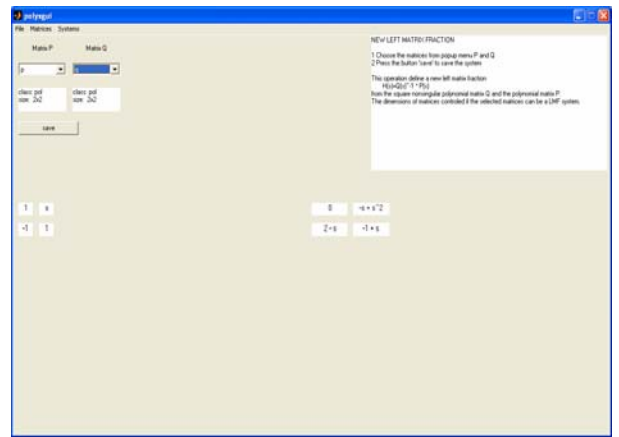 polyxgui
File Matrices Systems
Matrix P Matrix Q
P
class: pol class: pol
size: 2x2 size: 2x2
save
NEW LEFT MATRIX FRACTION
1 Choose the matrices from popup menu P and Q
2 Press the button 'save' to save the system
This operation define a new left matrix fraction
H(s)=Q(s)^-1 * P(s)
from the square nonsingular polynomial matrix Q and the polynomial matrix P.
The dimensions of matrices controled if the selected matrices can be a LMF system.
1 s 0 -s + s^2
-1 1 2 - s -1 + s